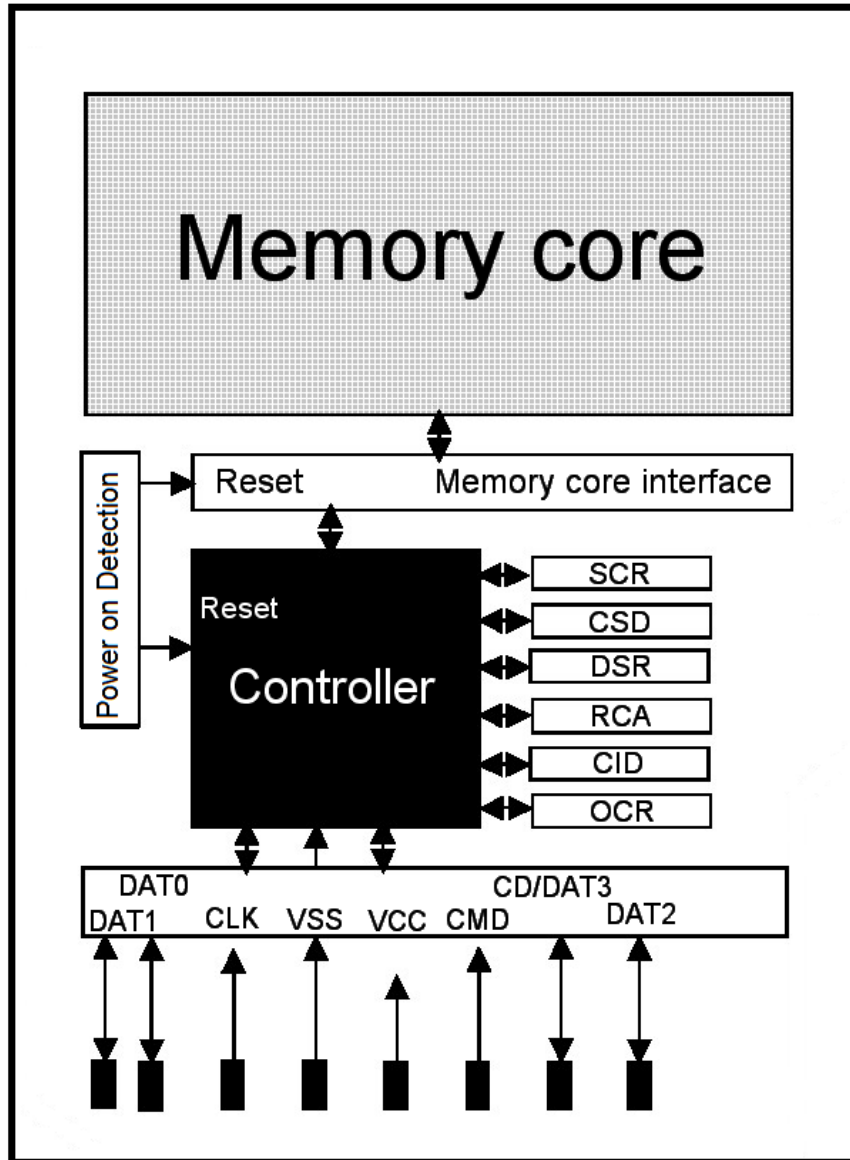 Memory core
Power on Detection
Reset
Memory core interface
Reset
Controller
SCR
CSD
DSR
RCA
CID
OCR
DAT0
CD/DAT3
DAT1
CLK
VSS
VCC
CMD
DAT2